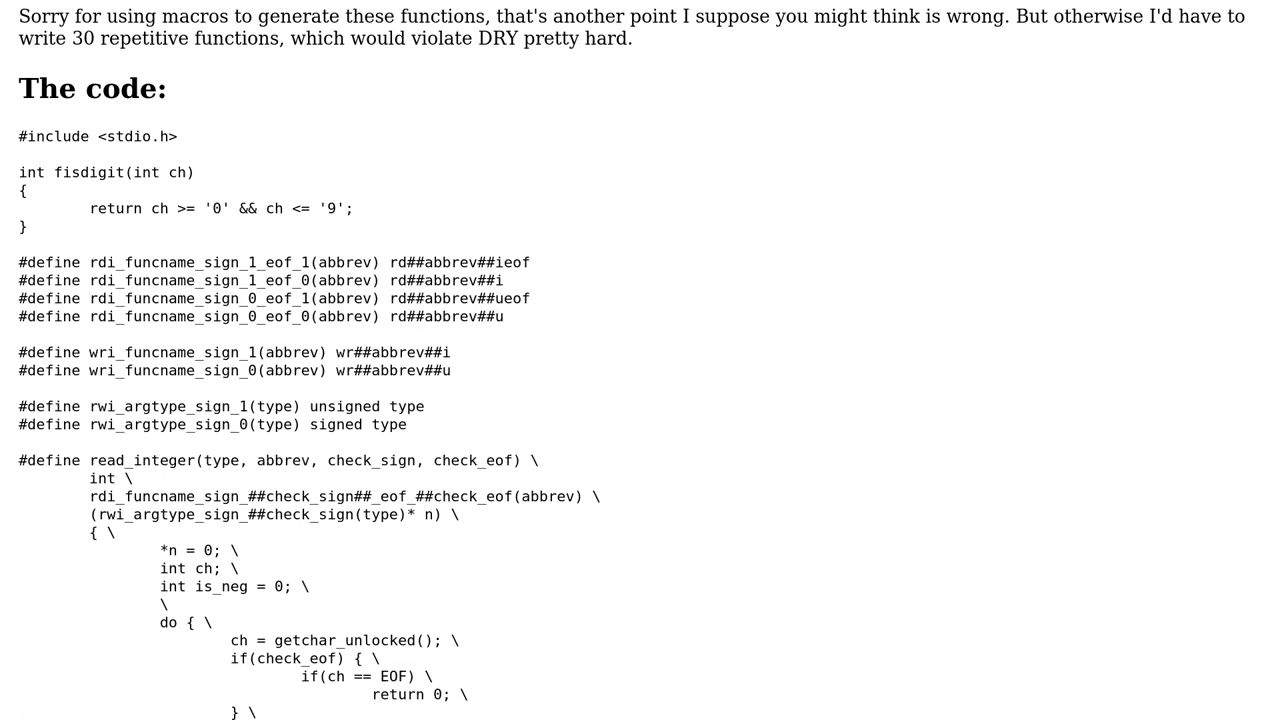 Sorry for using macros to generate these functions, that's another point I suppose you might think is wrong. But otherwise I'd have to
write 30 repetitive functions, which would violate DRY pretty hard.
The code:
#include <stdio.h>
int fisdigit(int ch)
{
return ch >= '0' && ch <= '9';
}
#define rdi_funcname_sign_1_eof_1(abbrev) rd##abbrev##ieof
#define rdi_funcname_sign_1_eof_0(abbrev) rd##abbrev##i
#define rdi_funcname_sign_0_eof_1(abbrev) rd##abbrev##ueof
#define rdi_funcname_sign_0_eof_0(abbrev) rd##abbrev##u
#define wri_funcname_sign_1(abbrev) wr##abbrev##i
#define wri_funcname_sign_0(abbrev) wr##abbrev##u
#define rwi_argtype_sign_1(type) unsigned type
#define rwi_argtype_sign_0(type) signed type
#define read_integer(type, abbrev, check_sign, check_eof) \
int \
rdi_funcname_sign_##check_sign##_eof_##check_eof(abbrev) \
(rwi_argtype_sign_##check_sign(type)* n) \
{ \
*n = 0; \
int ch; \
int is_neg = 0; \
\
do { \
ch = getchar_unlocked(); \
if(check_eof) { \
if(ch == EOF) \
return 0; \
} \